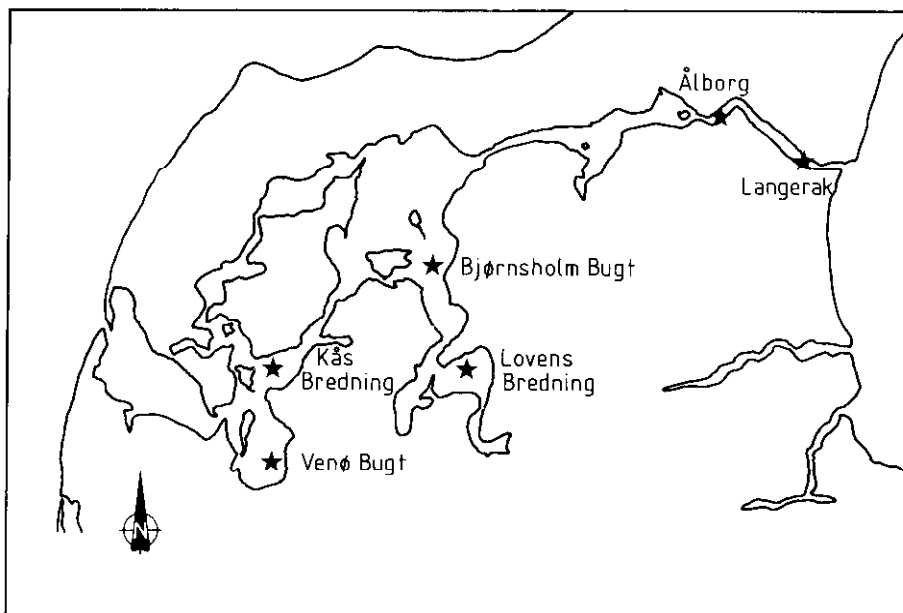 Ålborg
Langerak
Bjørnsholm Bugt
Kås
Bredning
Lovens
Bredning
Venø Bugt
N